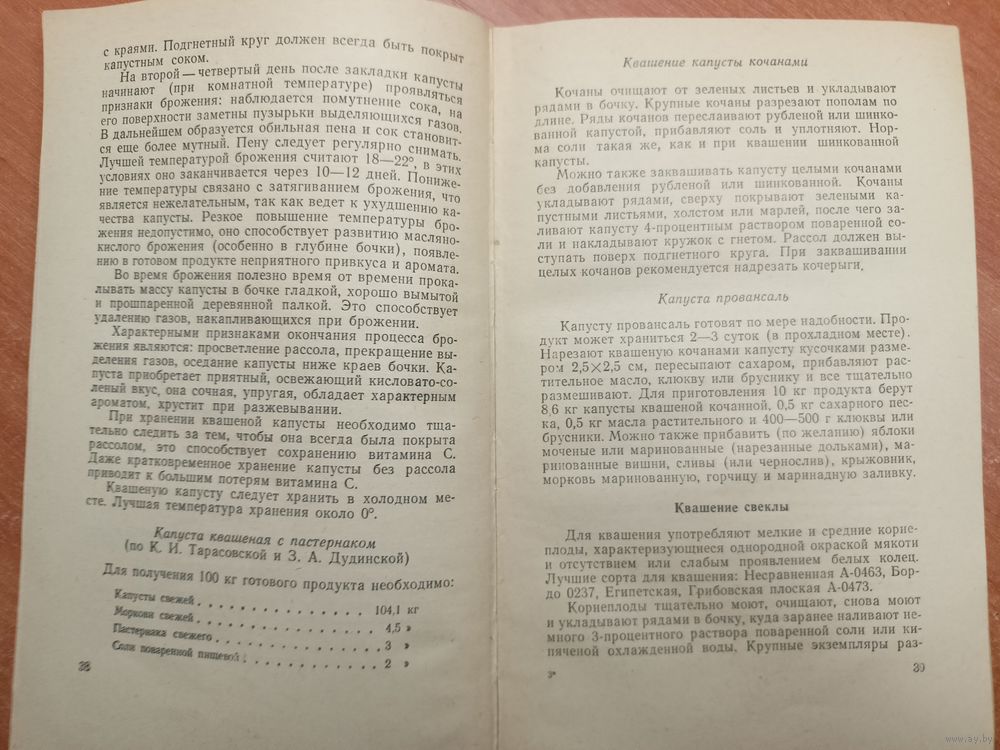 с краями. Подгнетный круг должен всегда быть покрыт
капустным соком.
На второй — четвертый день после закладки капусты
начинают (при комнатной температуре) проявляться
признаки брожения: наблюдается помутнение сока, на
его поверхности заметны пузырьки выделяющихся газов.
В дальнейшем образуется обильная пена и сок становит-
ся еще более мутный. Пену следует регулярно снимать.
Лучшей температурой брожения считают 18—22°, в этих
условиях оно заканчивается через 10—12 дней. Пониже-
ние температуры связано с затягиванием брожения, что
является нежелательным, так как ведет к ухудшению ка-
чества капусты. Резкое повышение температуры бро-
жения недопустимо, оно способствует развитию масляно-
кислого брожения (особенно в глубине бочки), появле-
нию в готовом продукте неприятного привкуса и аромата.
Во время брожения полезно время от времени прока-
лывать массу капусты в бочке гладкой, хорошо вымытой
и прошпаренной деревянной палкой. Это способствует
удалению газов, накапливающихся при брожении.
Характерными признаками окончания процесса бро-
жения являются: просветление рассола, прекращение вы-
деления газов, оседание капусты ниже краев бочки. Ка-
пуста приобретает приятный, освежающий кисловато-со-
леный вкус, она сочная, упругая, обладает характерным
ароматом, хрустит при разжевывании.
При хранении квашеной капусты необходимо тща-
тельно следить за тем, чтобы она всегда была покрыта
рассолом, это способствует сохранению витамина С.
Даже кратковременное хранение капусты без рассола
приводит к большим потерям витамина С.
Квашеную капусту следует хранить в холодном ме-
сте. Лучшая температура хранения около 0°.
Капуста квашеная с пастернаком
(по К. И. Тарасовской и З. А. Дудинской)
Для получения 100 кг готового продукта необходимо:
Капусты свежей . . . . . . . . . . . . . 104,1 кг
Моркови свежей . . . . . . . . . . . . . 4,5 »
Пастернака свежего . . . . . . . . . . . . 3 »
Соли поваренной пищевой . . . . . . . . . . 2 »
38
Квашение капусты кочанами
Кочаны очищают от зеленых листьев и укладывают
рядами в бочку. Крупные кочаны разрезают пополам по
длине. Ряды кочанов переслаивают рубленой или шинко-
ванной капустой, прибавляют соль и уплотняют. Нор-
ма соли такая же, как и при квашении шинкованной
капусты.
Можно также заквашивать капусту целыми кочанами
без добавления рубленой или шинкованной. Кочаны
укладывают рядами, сверху покрывают зелеными ка-
пустными листьями, холстом или марлей, после чего за-
ливают капусту 4-процентным раствором поваренной со-
ли и накладывают кружок с гнетом. Рассол должен вы-
ступать поверх подгнетного круга. При заквашивании
целых кочанов рекомендуется надрезать кочерыги.
Капуста провансаль
Капусту провансаль готовят по мере надобности. Про-
дукт может храниться 2—3 суток (в прохладном месте).
Нарезают квашеную кочанами капусту кусочками разме-
ром 2,5×2,5 см, пересыпают сахаром, прибавляют рас-
тительное масло, клюкву или бруснику и все тщательно
размешивают. Для приготовления 10 кг продукта берут
8,6 кг капусты квашеной кочанной, 0,5 кг сахарного пес-
ка, 0,5 кг масла растительного и 400—500 г клюквы или
брусники. Можно также прибавить (по желанию) яблоки
моченые или маринованные (нарезанные дольками), ма-
ринованные вишни, сливы (или чернослив), крыжовник,
морковь маринованную, горчицу и маринадную заливку.
Квашение свеклы
Для квашения употребляют мелкие и средние корне-
плоды, характеризующиеся однородной окраской мякоти
и отсутствием или слабым проявлением белых колец.
Лучшие сорта для квашения: Несравненная А-0463, Бор-
до 0237, Египетская, Грибовская плоская А-0473.
Корнеплоды тщательно моют, очищают, снова моют
и укладывают рядами в бочку, куда заранее наливают не-
много 3-процентного раствора поваренной соли или ки-
пяченой охлажденной воды. Крупные экземпляры раз-
3*
39
www.ay.by